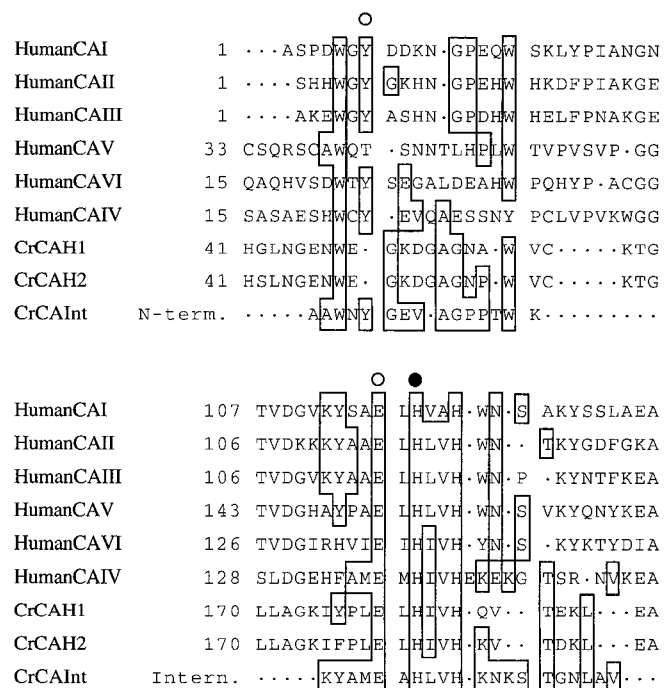 HumanCAI 1 ···ASPDWGY DDKN·GPEQW SKLYPIANGN
HumanCAII 1 ····SHHWGY GKHN·GPEHW HKDFPIAKGE
HumanCAIII 1 ····AKEWGY ASHN·GPDHW HELFPNAKGE
HumanCAV 33 CSQRSCAWQT ·SNNTLHPLW TVPVSVP·GG
HumanCAVI 15 QAQHVSDWTY SEGALDEAHW PQHYP·ACGG
HumanCAIV 15 SASAESHWCY ·EVQAESSNY PCLVPVKWGG
CrCAH1 41 HGLNGENWE· GKDGAGNA·W VC·····KTG
CrCAH2 41 HSLNGENWE· GKDGAGNP·W VC·····KTG
CrCAInt N-term. ·····AAWNY GEV·AGPPTW K·········
HumanCAI 107 TVDGVKYSAE LHVAH·WN·S AKYSSLAEA
HumanCAII 106 TVDKKKYAAE LHLVH·WN·· TKYGDFGKA
HumanCAIII 106 TVDGVKYAAE LHLVH·WN·P ·KYNTFKEA
HumanCAV 143 TVDGHAYPAE LHLVH·WN·S VKYQNYKEA
HumanCAVI 126 TVDGIRHVIE IHIVH·YN·S ·KYKTYDIA
HumanCAIV 128 SLDGEHFAME MHIVHEKEKG TSR·NVKEA
CrCAH1 170 LLAGKIYPLE LHIVH·QV·· TEKL···EA
CrCAH2 170 LLAGKIFPLE LHIVH·KV·· TDKL···EA
CrCAInt Intern. ·····KYAME AHLVH·KNKS TGNLAV···